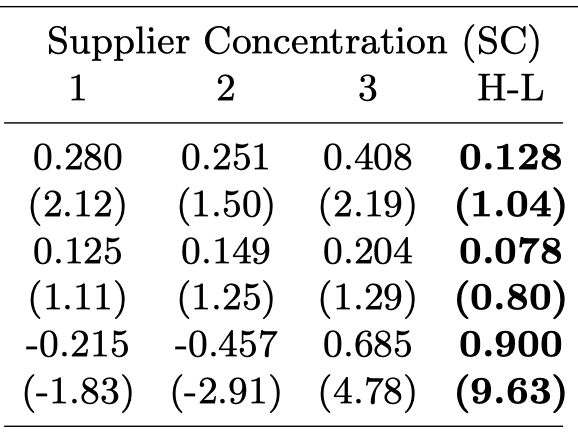 Supplier Concentration (SC)
1 2 3 H-L
0.280 0.251 0.408 0.128
(2.12) (1.50) (2.19) (1.04)
0.125 0.149 0.204 0.078
(1.11) (1.25) (1.29) (0.80)
-0.215 -0.457 0.685 0.900
(-1.83) (-2.91) (4.78) (9.63)